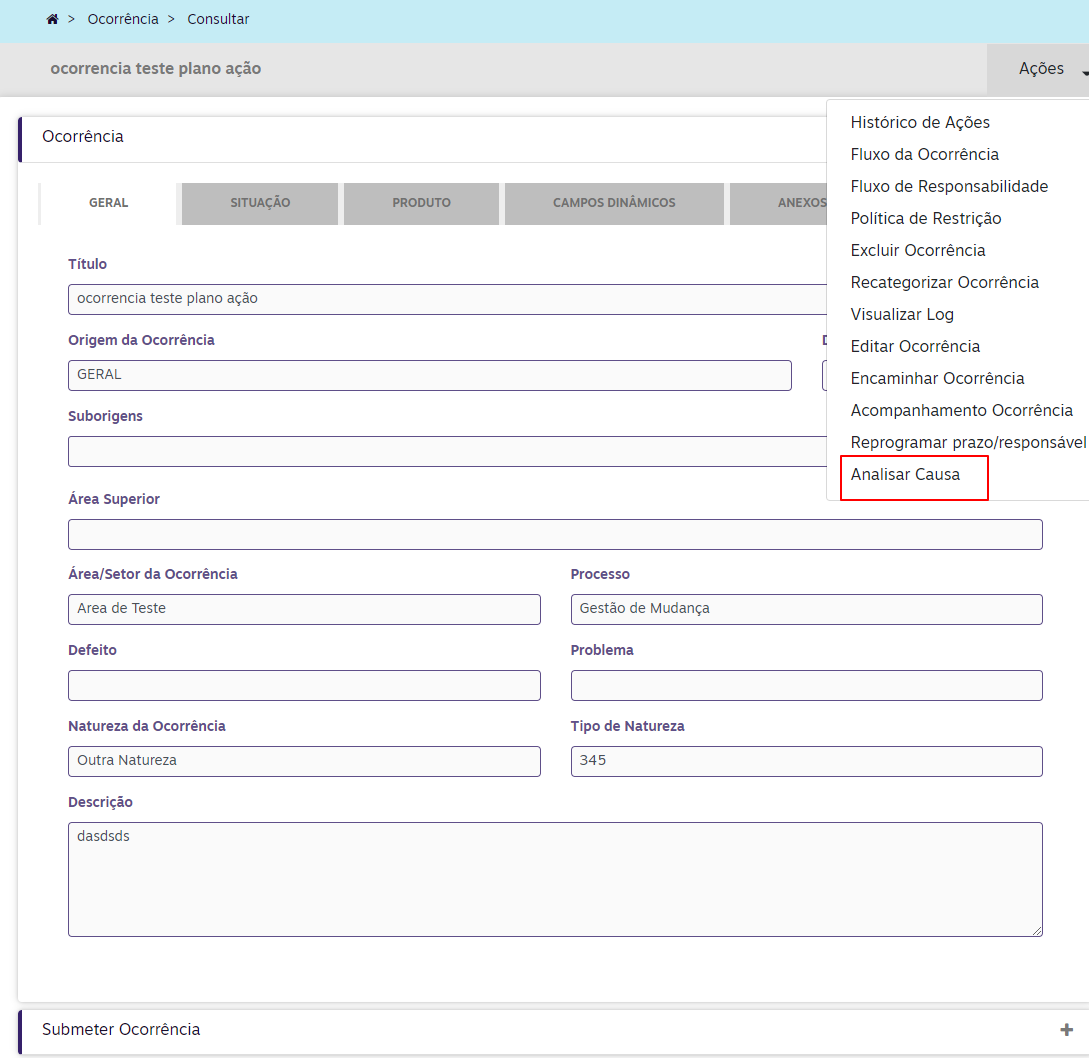 > Ocorrência > Consultar
ocorrencia teste plano ação
Ações
Histórico de Ações
Fluxo da Ocorrência
Fluxo de Responsabilidade
Política de Restrição
Excluir Ocorrência
Recategorizar Ocorrência
Visualizar Log
Editar Ocorrência
Encaminhar Ocorrência
Acompanhamento Ocorrência
Reprogramar prazo/responsável
Analisar Causa
Ocorrência
GERAL SITUAÇÃO PRODUTO CAMPOS DINÂMICOS ANEXOS
Título
ocorrencia teste plano ação
Origem da Ocorrência
GERAL
Suborigens
Área Superior
Área/Setor da Ocorrência Processo
Area de Teste Gestão de Mudança
Defeito Problema
Natureza da Ocorrência Tipo de Natureza
Outra Natureza 345
Descrição
dasdsds
Submeter Ocorrência +